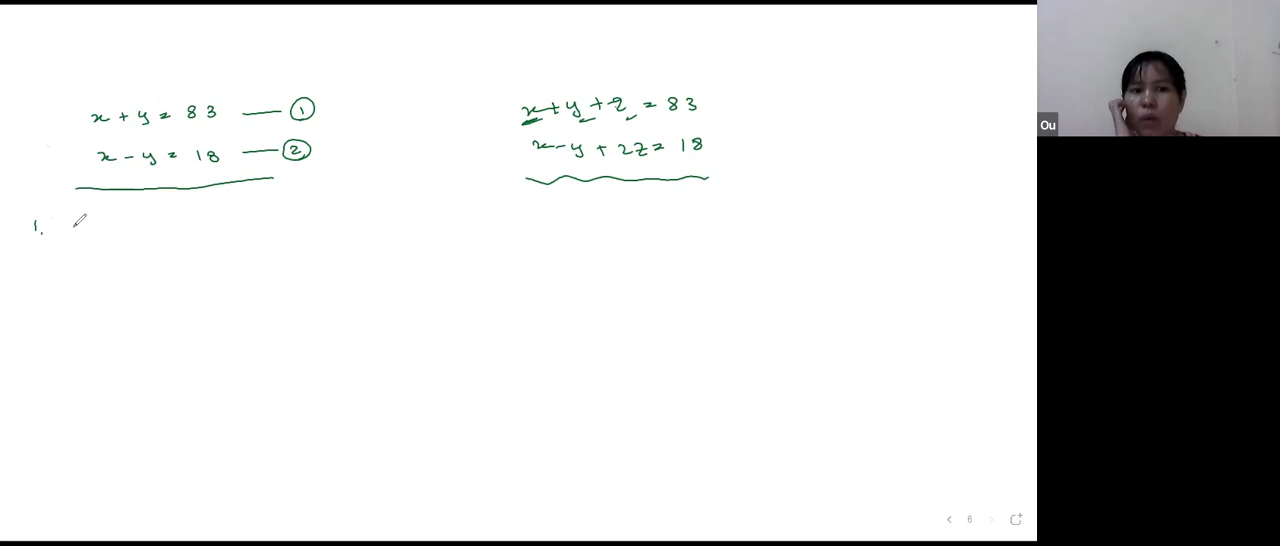 x + y = 83 — ①
x - y = 18 — ②
1.
x + y + z = 83
x - y + 2z = 18
Ou
6